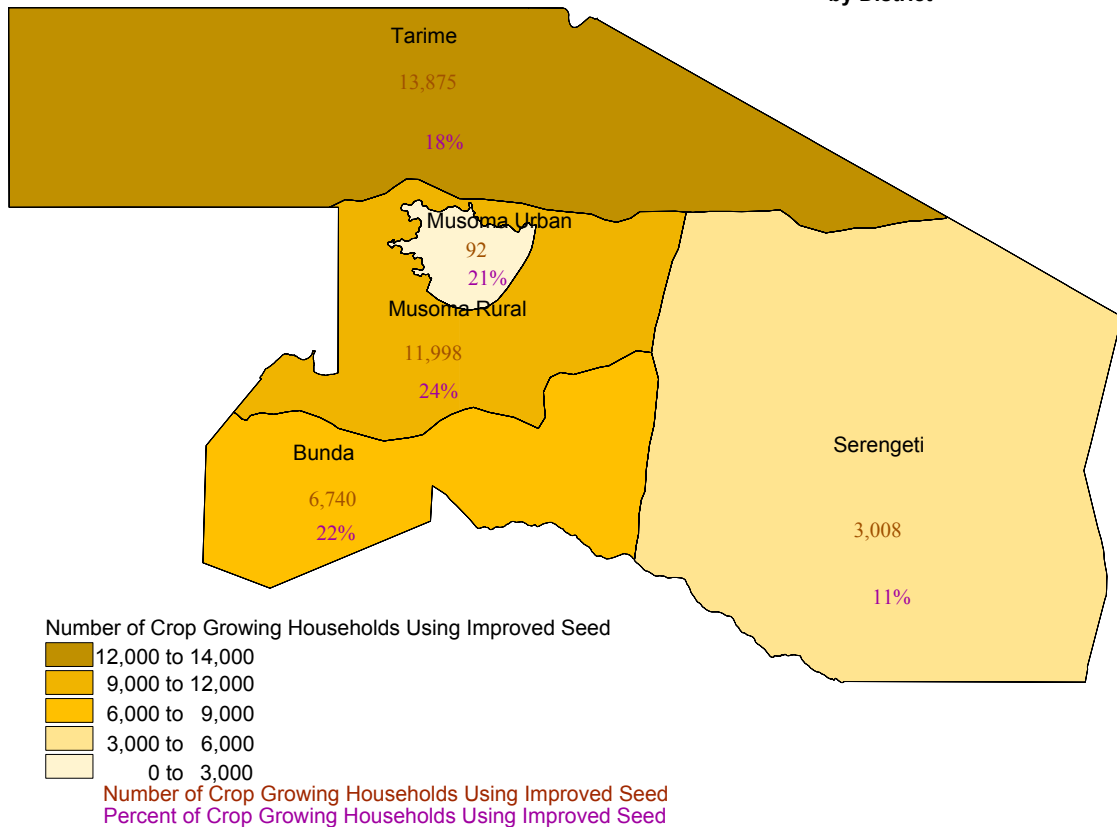 by District
Tarime
13,875
18%
Musoma Urban
92
21%
Musoma Rural
11,998
24%
Bunda
6,740
22%
Serengeti
3,008
11%
Number of Crop Growing Households Using Improved Seed
12,000 to 14,000
9,000 to 12,000
6,000 to 9,000
3,000 to 6,000
0 to 3,000
Number of Crop Growing Households Using Improved Seed
Percent of Crop Growing Households Using Improved Seed